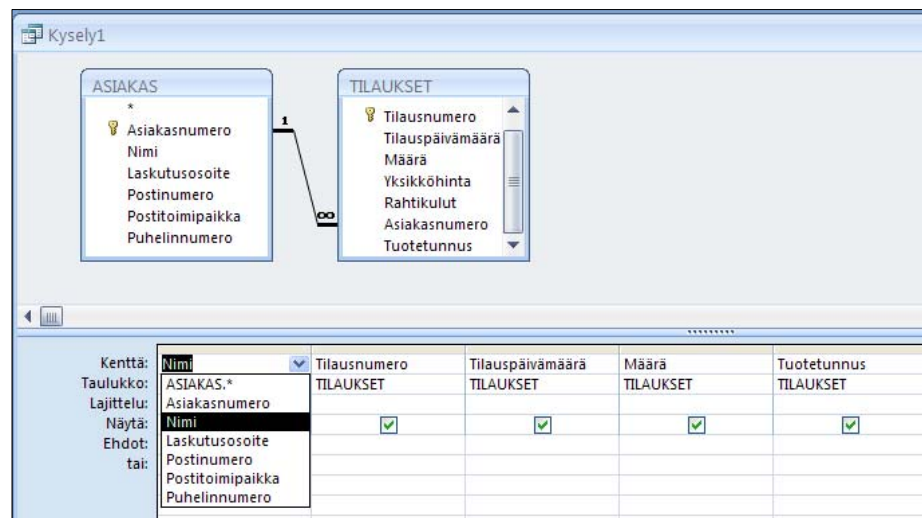 Kysely1
ASIAKAS
*
Asiakasnumero
Nimi
Laskutusosoite
Postinumero
Postitoimipaikka
Puhelinnumero
1
∞
TILAUKSET
Tilausnumero
Tilauspäivämäärä
Määrä
Yksikköhinta
Rahtikulut
Asiakasnumero
Tuotetunnus
Kenttä: Nimi Tilausnumero Tilauspäivämäärä Määrä Tuotetunnus
Taulukko: ASIAKAS.* TILAUKSET TILAUKSET TILAUKSET TILAUKSET
Lajittelu: Asiakasnumero
Näytä: Nimi
Ehdot: Laskutusosoite
tai: Postinumero
Postitoimipaikka
Puhelinnumero